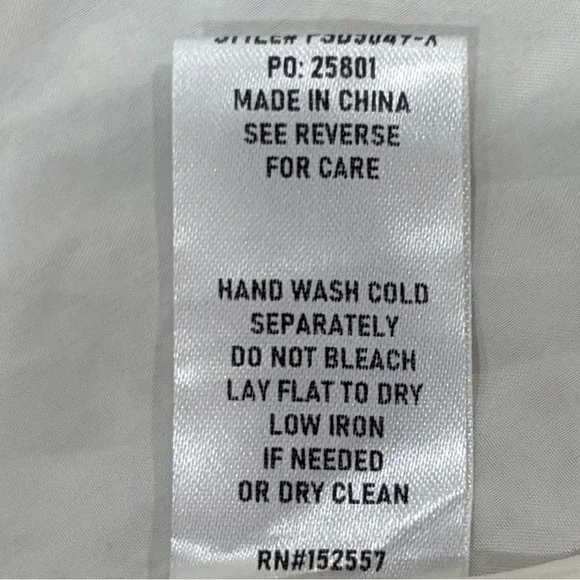 PO: 25801
MADE IN CHINA
SEE REVERSE
FOR CARE
HAND WASH COLD
SEPARATELY
DO NOT BLEACH
LAY FLAT TO DRY
LOW IRON
IF NEEDED
OR DRY CLEAN
RN#152557